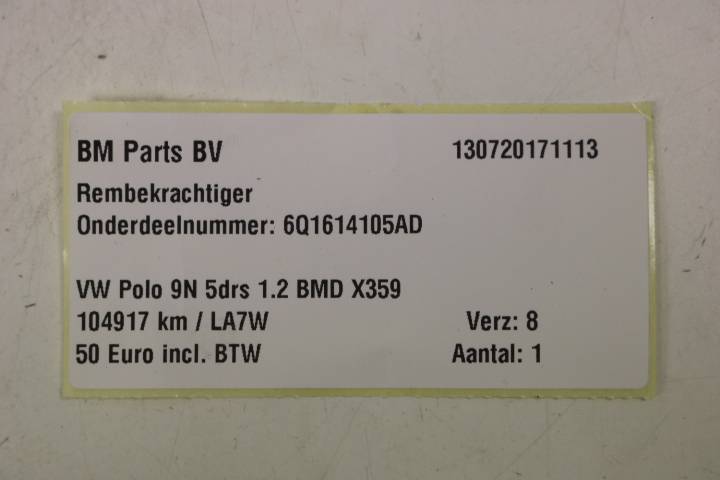 BM Parts BV 130720171113
Rembekrachtiger
Onderdeelnummer: 6Q1614105AD
VW Polo 9N 5drs 1.2 BMD X359
104917 km / LA7W Verz: 8
50 Euro incl. BTW Aantal: 1